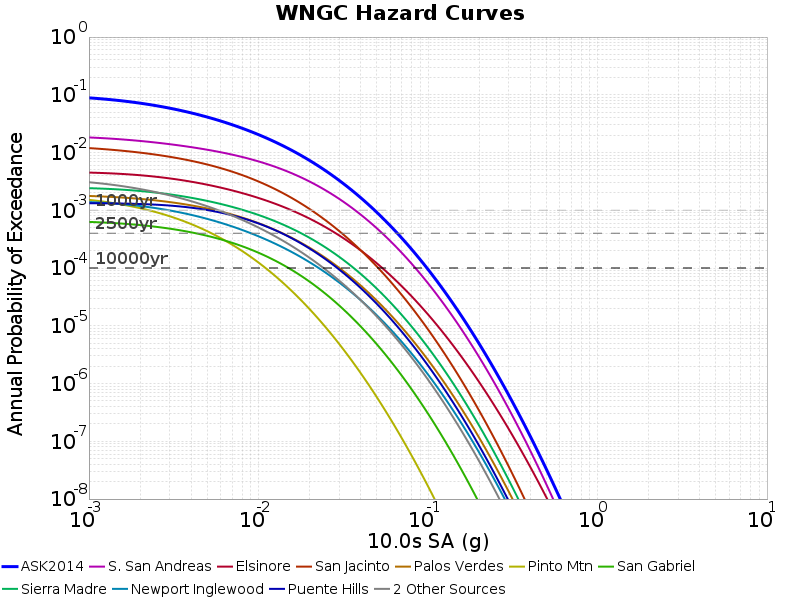 WNGC Hazard Curves
Annual Probability of Exceedance
10^0
10^-1
10^-2
10^-3
10^-4
10^-5
10^-6
10^-7
10^-8
1000yr
2500yr
10000yr
10^-3 10^-2 10^-1 10^0 10^1
10.0s SA (g)
ASK2014 S. San Andreas Elsinore San Jacinto Palos Verdes Pinto Mtn San Gabriel
Sierra Madre Newport Inglewood Puente Hills 2 Other Sources